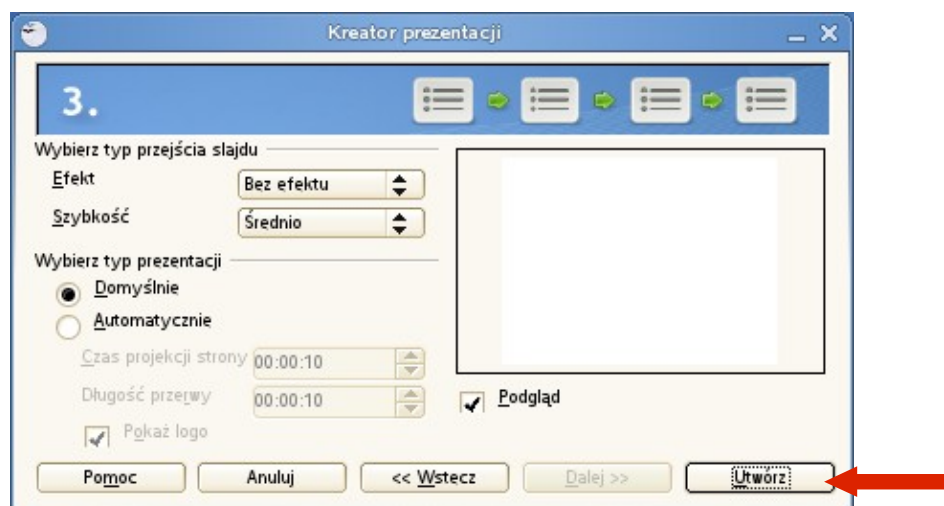 Kreator prezentacji
3.
Wybierz typ przejścia slajdu
Efekt
Bez efektu
Szybkość
Średnio
Wybierz typ prezentacji
Domyślnie
Automatycznie
Czas projekcji strony 00:00:10
Długość przerwy 00:00:10
Pokaż logo
Podgląd
Pomoc Anuluj << Wstecz Dalej >> Utwórz